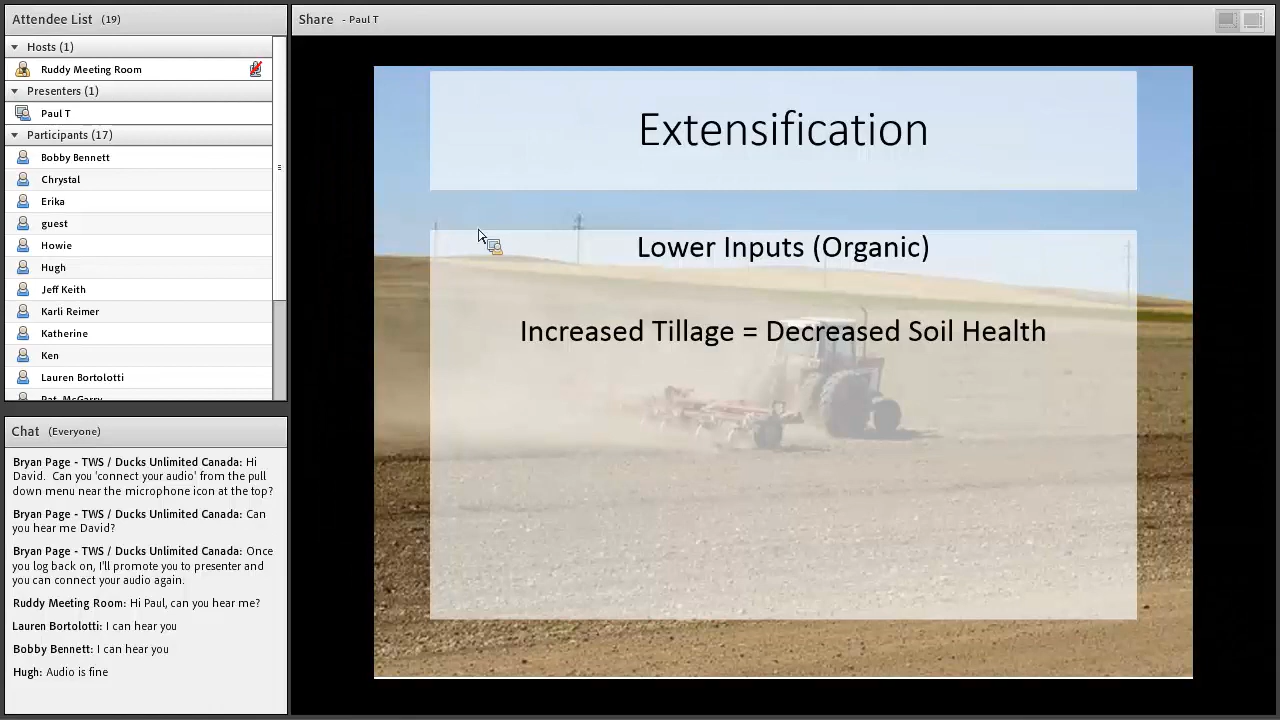 Attendee List (19)
Hosts (1)
Ruddy Meeting Room
Presenters (1)
Paul T
Participants (17)
Bobby Bennett
Chrystal
Erika
guest
Howie
Hugh
Jeff Keith
Karli Reimer
Katherine
Ken
Lauren Bortolotti
Pat McGarry
Chat (Everyone)
Bryan Page - TWS / Ducks Unlimited Canada: Hi
David. Can you 'connect your audio' from the pull
down menu near the microphone icon at the top?
Bryan Page - TWS / Ducks Unlimited Canada: Can
you hear me David?
Bryan Page - TWS / Ducks Unlimited Canada: Once
you log back on, I'll promote you to presenter and
you can connect your audio again.
Ruddy Meeting Room: Hi Paul, can you hear me?
Lauren Bortolotti: I can hear you
Bobby Bennett: I can hear you
Hugh: Audio is fine
Share - Paul T
Extensification
Lower Inputs (Organic)
Increased Tillage = Decreased Soil Health